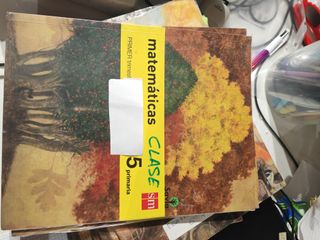 matemáticas
PRIMER trimestre
CLASE
5
primaria
sm